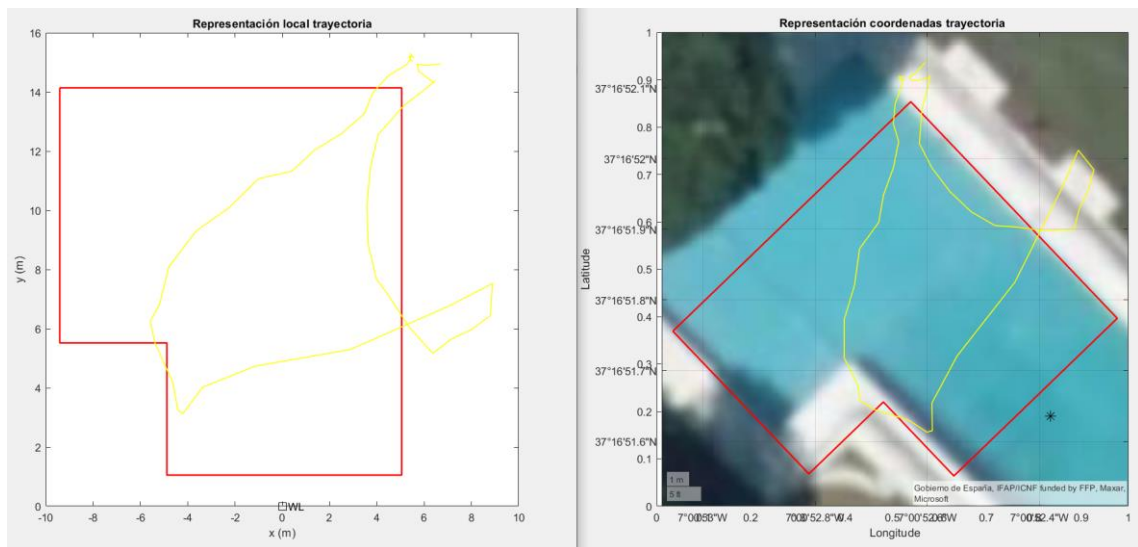 Representación local trayectoria
16
14
12
10
8
6
4
2
0
y (m)
-10
-8
-6
-4
-2
0
2
4
6
8
10
x (m)
WL
Representación coordenadas trayectoria
1
0.9
0.8
0.7
0.6
0.5
0.4
0.3
0.2
0.1
0
37°16'52.1"N
37°16'52"N
37°16'51.9"N
37°16'51.8"N
37°16'51.7"N
37°16'51.6"N
Latitude
1 m
5 ft
Gobierno de España, IFAP/ICNF funded by FFP, Maxar,
Microsoft
0
0.2
0.4
0.5
0.7
0.9
1
Longitude